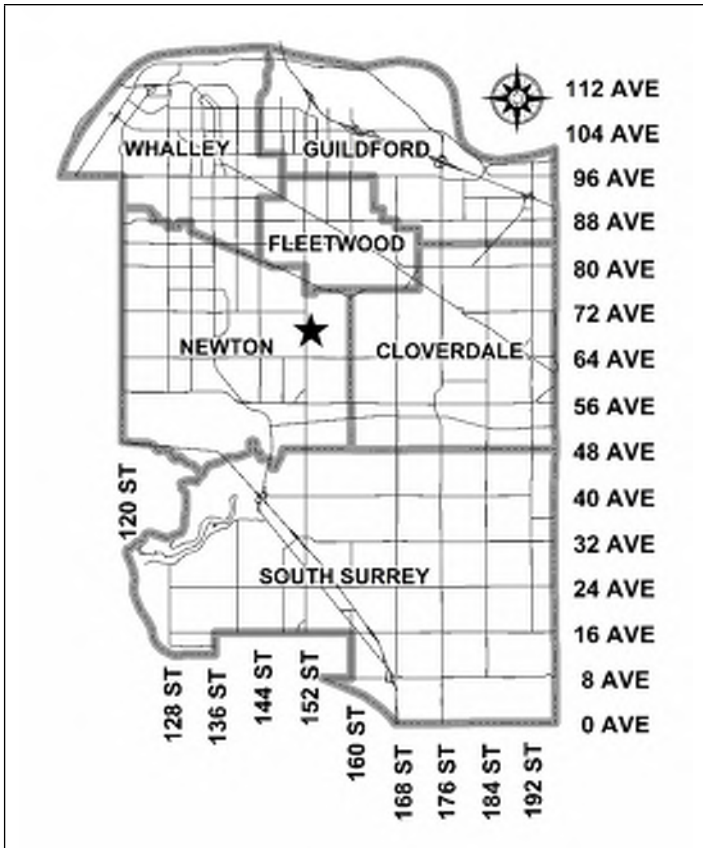 112 AVE
104 AVE
WHALLEY
GUILDFORD
96 AVE
88 AVE
FLEETWOOD
80 AVE
72 AVE
NEWTON
CLOVERDALE
64 AVE
56 AVE
48 AVE
120 ST
40 AVE
32 AVE
SOUTH SURREY
24 AVE
16 AVE
8 AVE
0 AVE
128 ST
136 ST
144 ST
152 ST
160 ST
168 ST
176 ST
184 ST
192 ST